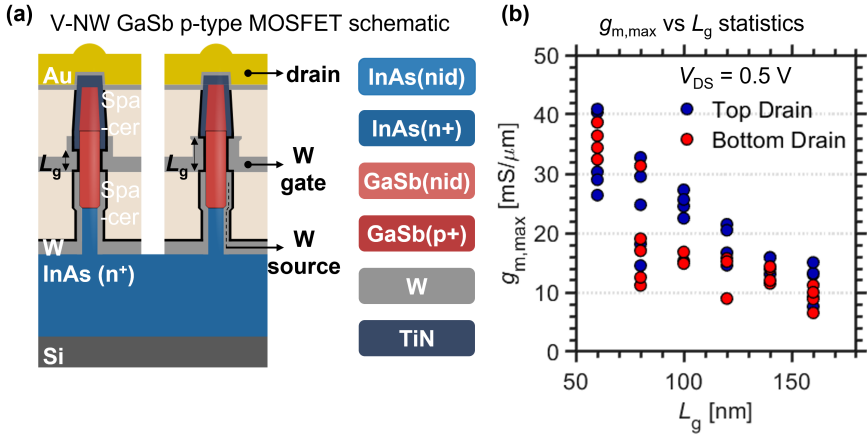 (a) V-NW GaSb p-type MOSFET schematic
Au
Spa
-cer
Lg
Spa
-cer
W
InAs (n+)
Si
Lg
drain
W
gate
W
source
InAs(nid)
InAs(n+)
GaSb(nid)
GaSb(p+)
W
TiN
(b) gm,max vs Lg statistics
VDS = 0.5 V
Top Drain
Bottom Drain
gm,max [mS/μm]
50
40
30
20
10
0
50 100 150
Lg [nm]